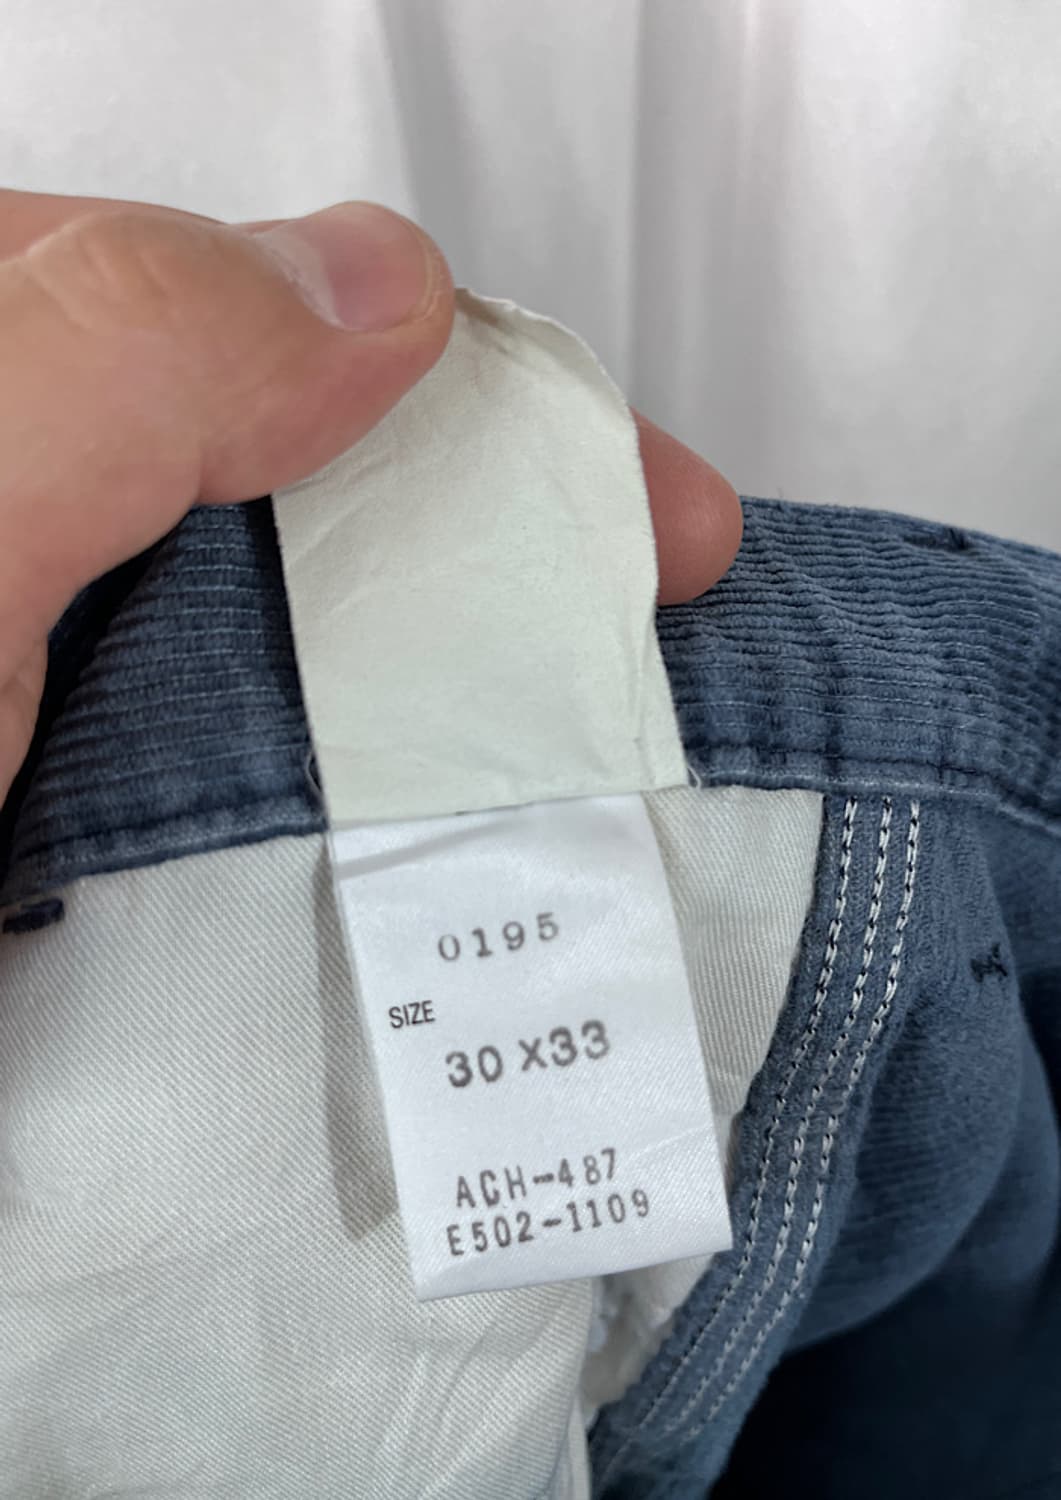 0195
SIZE
30 X33
ACH-487
E502-1109